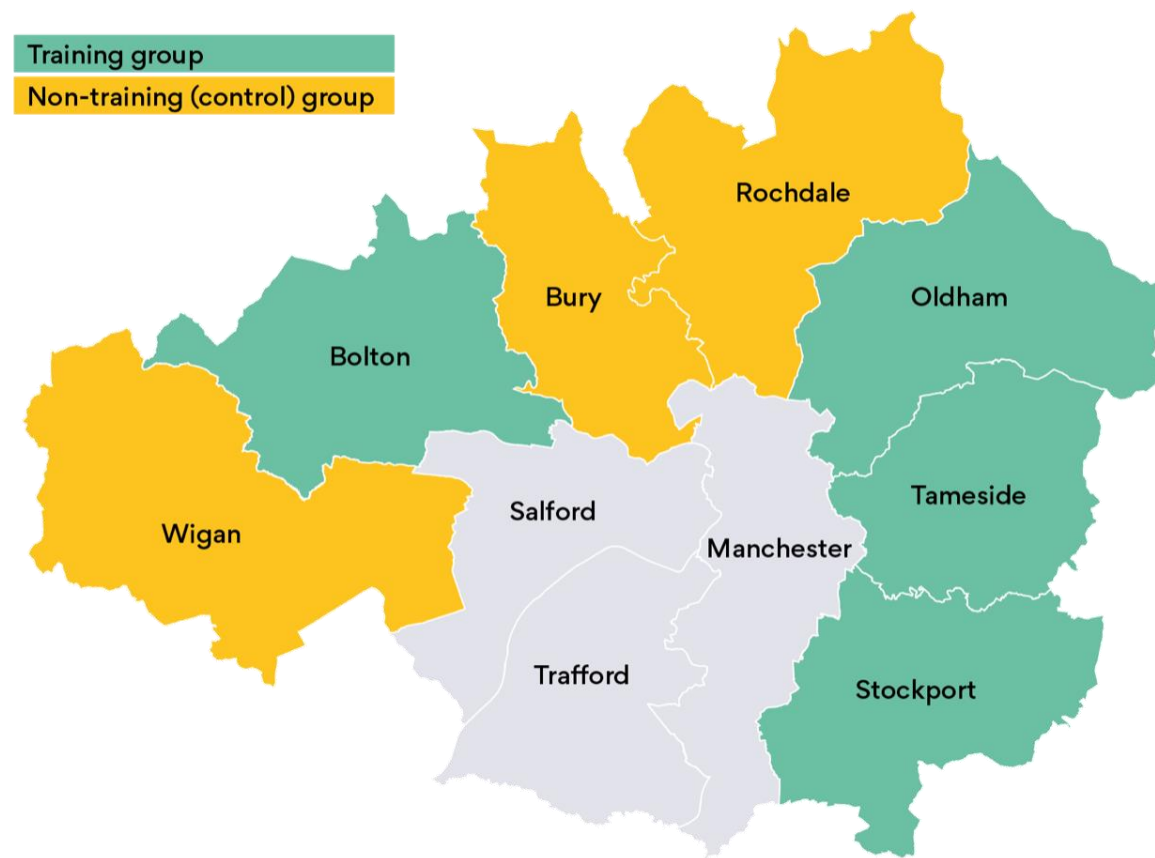 Training group
Non-training (control) group
Rochdale
Bury
Oldham
Bolton
Tameside
Salford
Wigan
Manchester
Trafford
Stockport